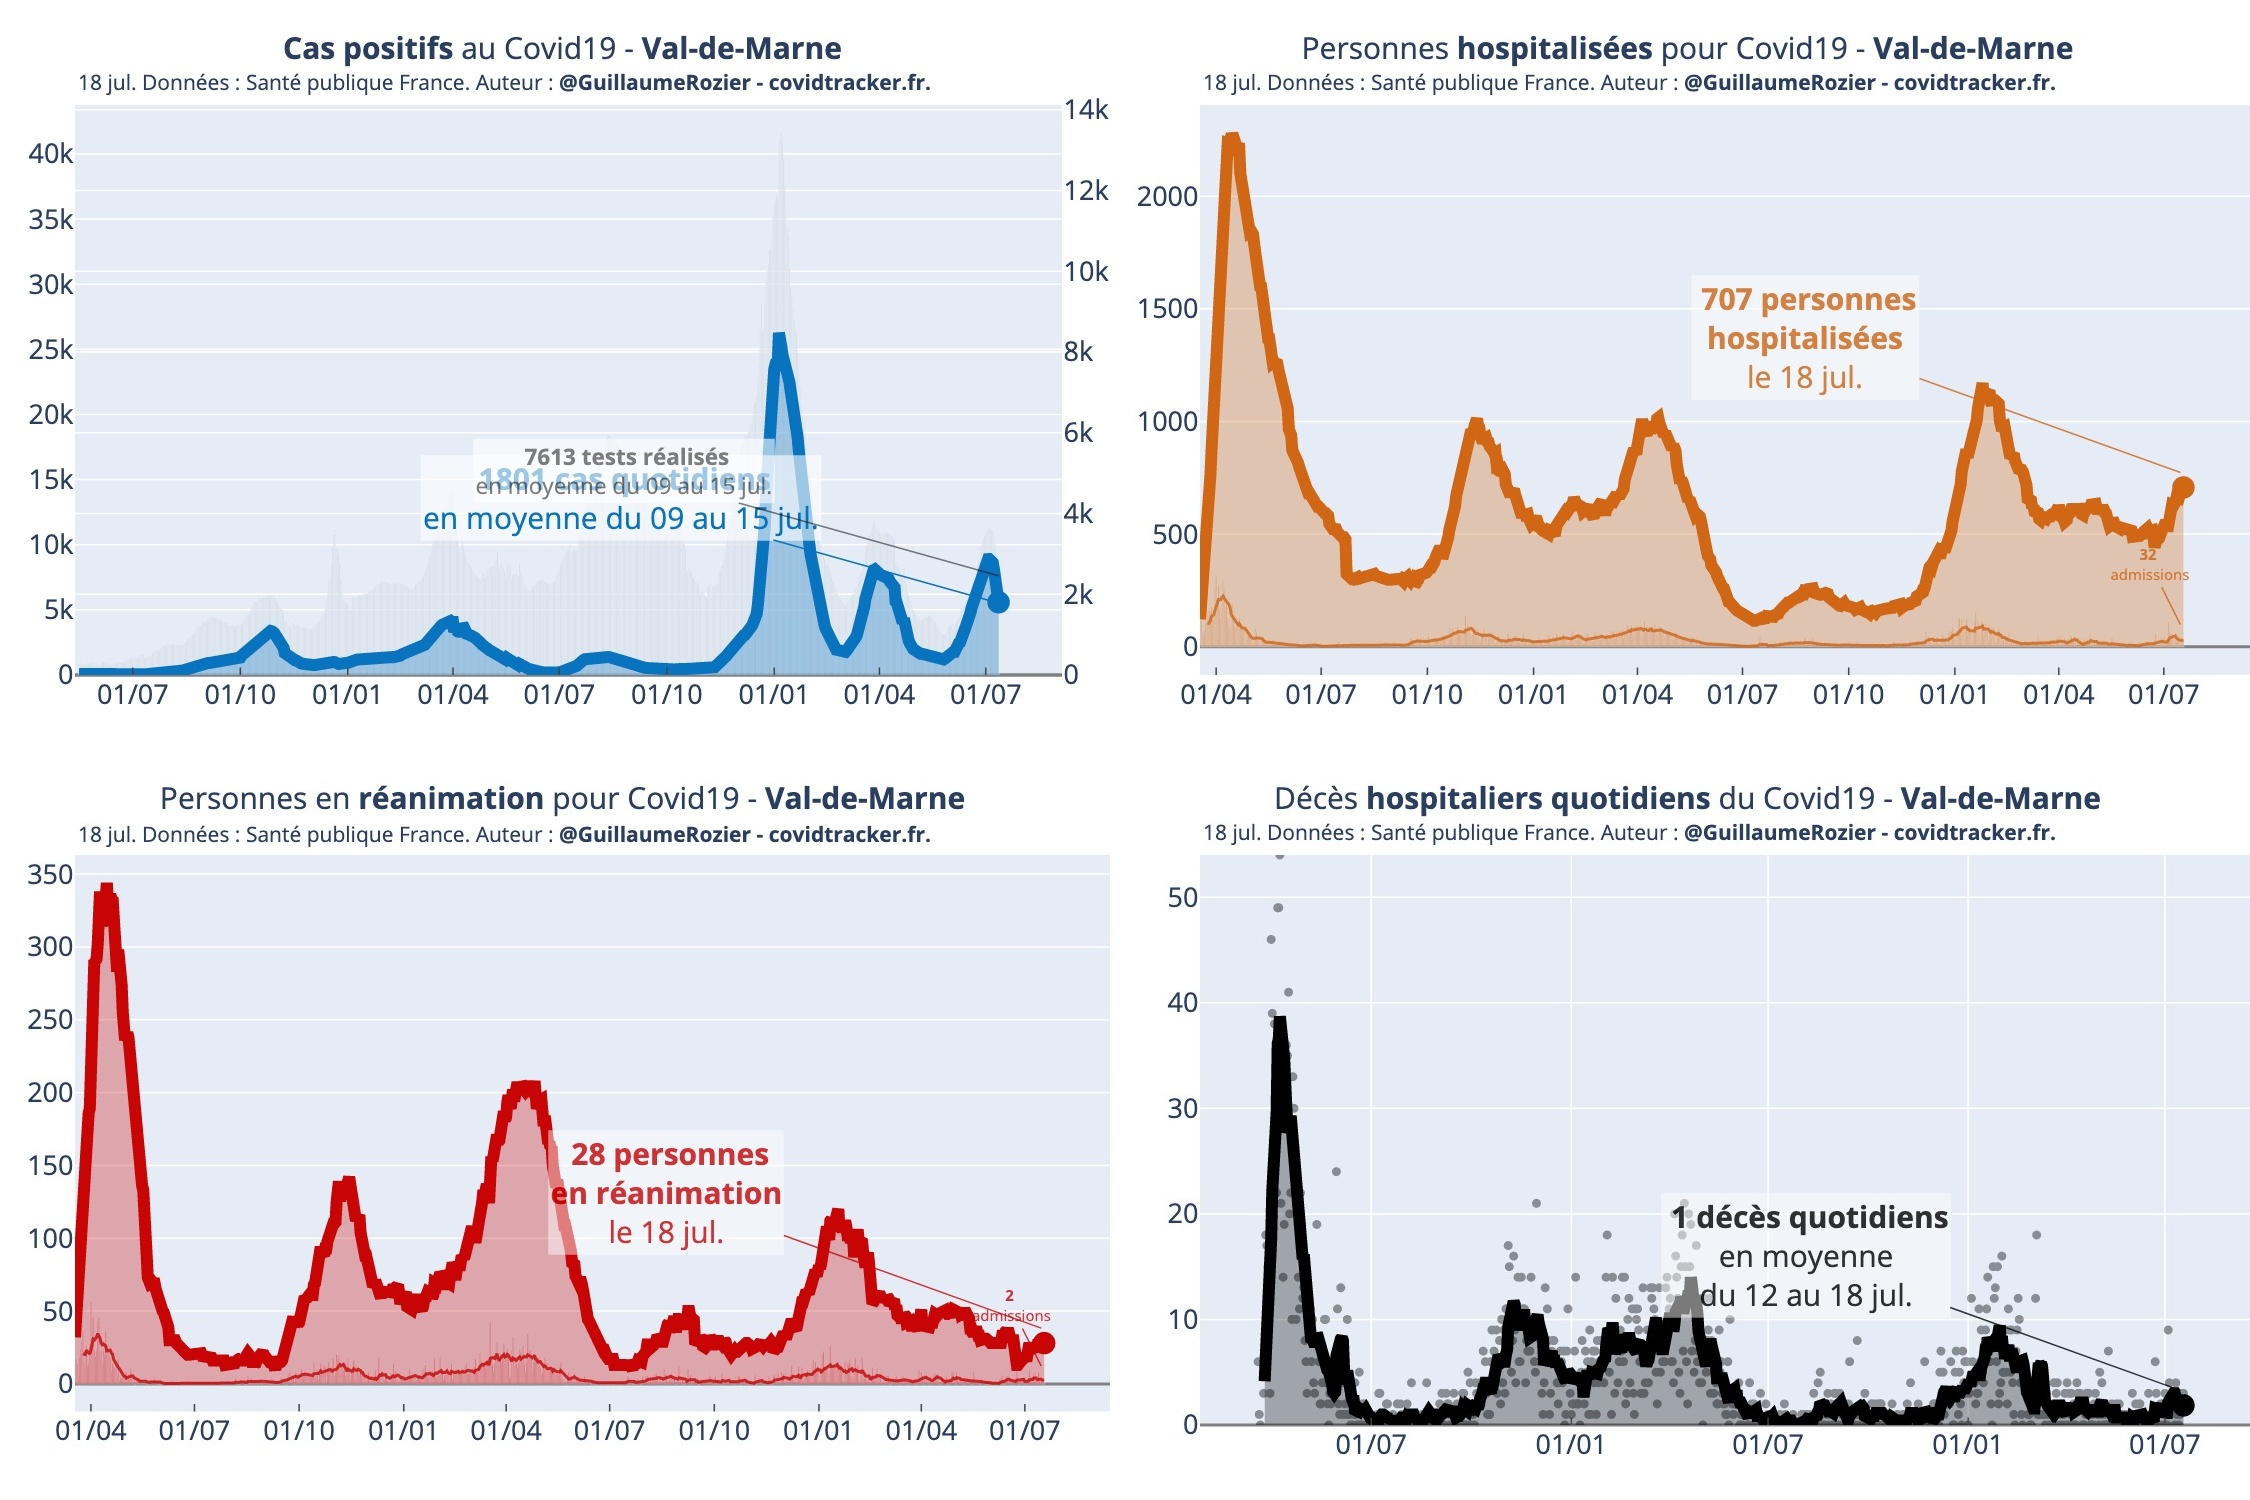 Cas positifs au Covid19 - Val-de-Marne
18 jul. Données : Santé publique France. Auteur : @GuillaumeRozier - covidtracker.fr.
14k
12k
10k
8k
6k
4k
2k
0
40k
35k
30k
25k
20k
15k
10k
5k
0
7613 tests réalisés
en moyenne du 09 au 15 jul.
1801 cas quotidiens
en moyenne du 09 au 15 jul.
01/07 01/10 01/01 01/04 01/07 01/10 01/01 01/04 01/07
Personnes hospitalisées pour Covid19 - Val-de-Marne
18 jul. Données : Santé publique France. Auteur : @GuillaumeRozier - covidtracker.fr.
2000
1500
1000
500
0
707 personnes
hospitalisées
le 18 jul.
32
admissions
01/04 01/07 01/10 01/01 01/04 01/07 01/10 01/01 01/04 01/07
Personnes en réanimation pour Covid19 - Val-de-Marne
18 jul. Données : Santé publique France. Auteur : @GuillaumeRozier - covidtracker.fr.
350
300
250
200
150
100
50
0
28 personnes
en réanimation
le 18 jul.
2
admissions
01/04 01/07 01/10 01/01 01/04 01/07 01/10 01/01 01/04 01/07
Décès hospitaliers quotidiens du Covid19 - Val-de-Marne
18 jul. Données : Santé publique France. Auteur : @GuillaumeRozier - covidtracker.fr.
50
40
30
20
10
0
1 décès quotidiens
en moyenne
du 12 au 18 jul.
01/07 01/01 01/07 01/01 01/07